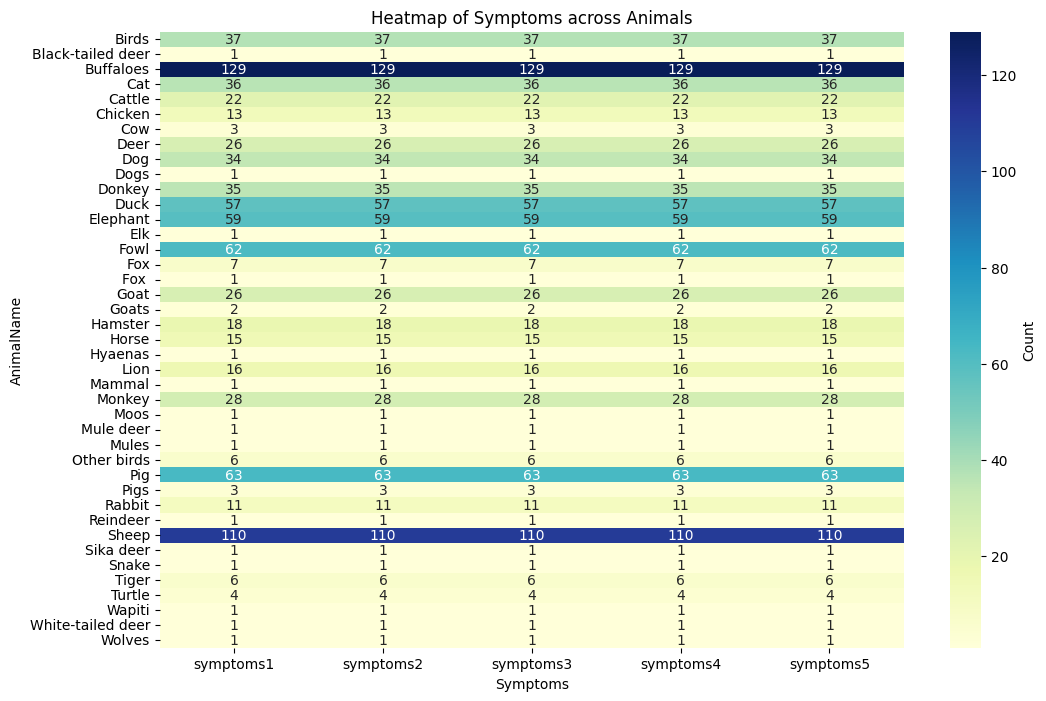 Heatmap of Symptoms across Animals
Birds 37 37 37 37 37
Black-tailed deer 1 1 1 1 1
Buffaloes 129 129 129 129 129
Cat 36 36 36 36 36
Cattle 22 22 22 22 22
Chicken 13 13 13 13 13
Cow 3 3 3 3 3
Deer 26 26 26 26 26
Dog 34 34 34 34 34
Dogs 1 1 1 1 1
Donkey 35 35 35 35 35
Duck 57 57 57 57 57
Elephant 59 59 59 59 59
Elk 1 1 1 1 1
Fowl 62 62 62 62 62
Fox 7 7 7 7 7
Fox 1 1 1 1 1
Goat 26 26 26 26 26
Goats 2 2 2 2 2
Hamster 18 18 18 18 18
Horse 15 15 15 15 15
Hyaenas 1 1 1 1 1
Lion 16 16 16 16 16
Mammal 1 1 1 1 1
Monkey 28 28 28 28 28
Moos 1 1 1 1 1
Mule deer 1 1 1 1 1
Mules 1 1 1 1 1
Other birds 6 6 6 6 6
Pig 63 63 63 63 63
Pigs 3 3 3 3 3
Rabbit 11 11 11 11 11
Reindeer 1 1 1 1 1
Sheep 110 110 110 110 110
Sika deer 1 1 1 1 1
Snake 1 1 1 1 1
Tiger 6 6 6 6 6
Turtle 4 4 4 4 4
Wapiti 1 1 1 1 1
White-tailed deer 1 1 1 1 1
Wolves 1 1 1 1 1
symptoms1 symptoms2 symptoms3 symptoms4 symptoms5
Symptoms
AnimalName
120
100
80
60
40
20
Count